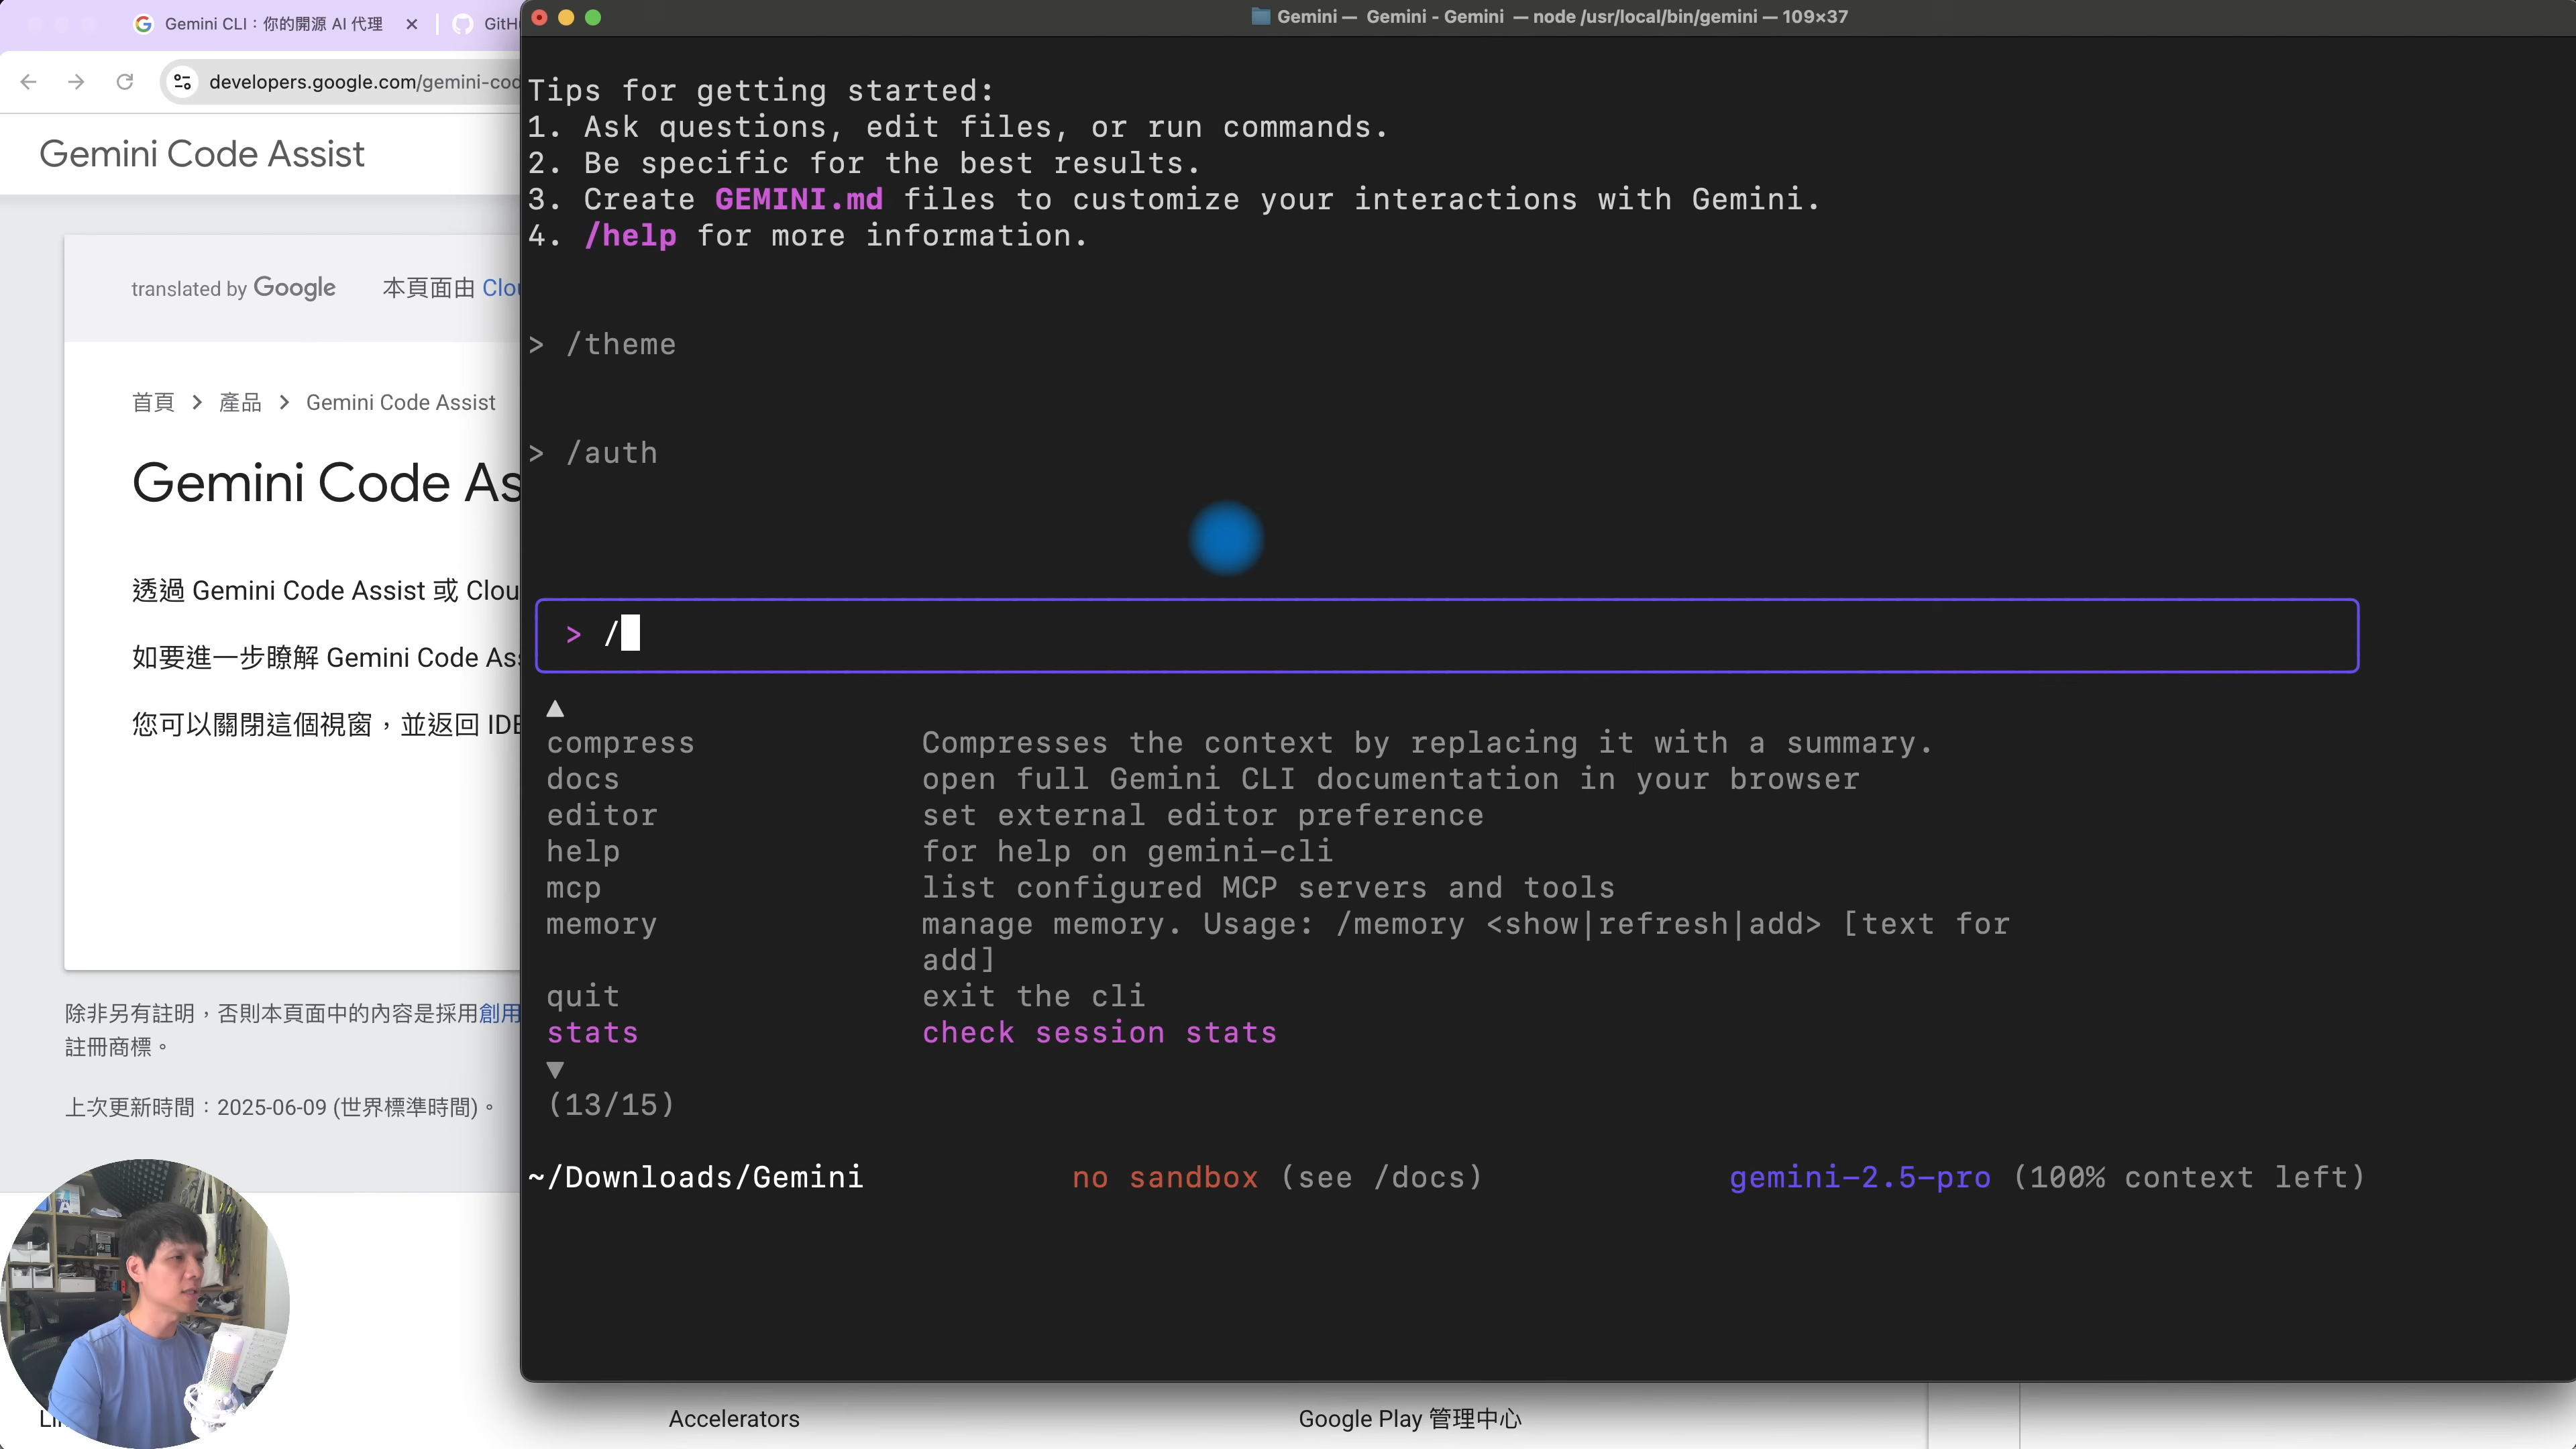 Gemini CLI：你的開源 AI 代理
GitHu
developers.google.com/gemini-cod
Gemini Code Assist
translated by Google 本頁面由 Clou
首頁 > 產品 > Gemini Code Assist
Gemini Code As
透過 Gemini Code Assist 或 Clou
如要進一步瞭解 Gemini Code Ass
您可以關閉這個視窗，並返回 IDE
除非另有註明，否則本頁面中的內容是採用創用
註冊商標。
上次更新時間：2025-06-09 (世界標準時間)。
Gemini — Gemini - Gemini — node /usr/local/bin/gemini — 109×37
Tips for getting started:
1. Ask questions, edit files, or run commands.
2. Be specific for the best results.
3. Create GEMINI.md files to customize your interactions with Gemini.
4. /help for more information.
> /theme
> /auth
> /
▲
compress Compresses the context by replacing it with a summary.
docs open full Gemini CLI documentation in your browser
editor set external editor preference
help for help on gemini-cli
mcp list configured MCP servers and tools
memory manage memory. Usage: /memory <show|refresh|add> [text for
add]
quit exit the cli
stats check session stats
▼
(13/15)
~/Downloads/Gemini no sandbox (see /docs) gemini-2.5-pro (100% context left)
Accelerators
Google Play 管理中心